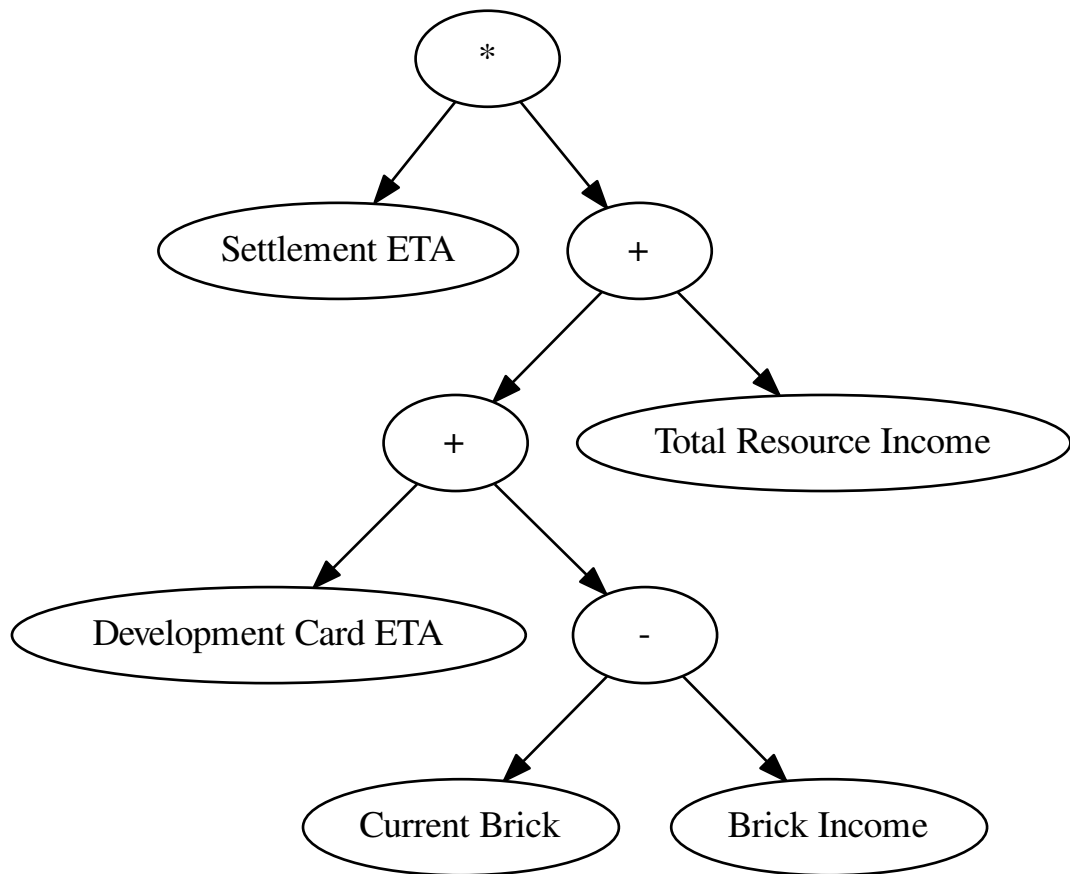 *
Settlement ETA
+
+
Total Resource Income
Development Card ETA
-
Current Brick
Brick Income